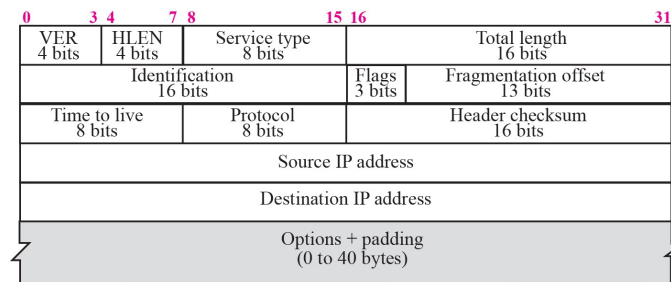 0 3 4 7 8 15 16 31
VER HLEN Service type Total length
4 bits 4 bits 8 bits 16 bits
Identification Flags Fragmentation offset
16 bits 3 bits 13 bits
Time to live Protocol Header checksum
8 bits 8 bits 16 bits
Source IP address
Destination IP address
Options + padding
(0 to 40 bytes)